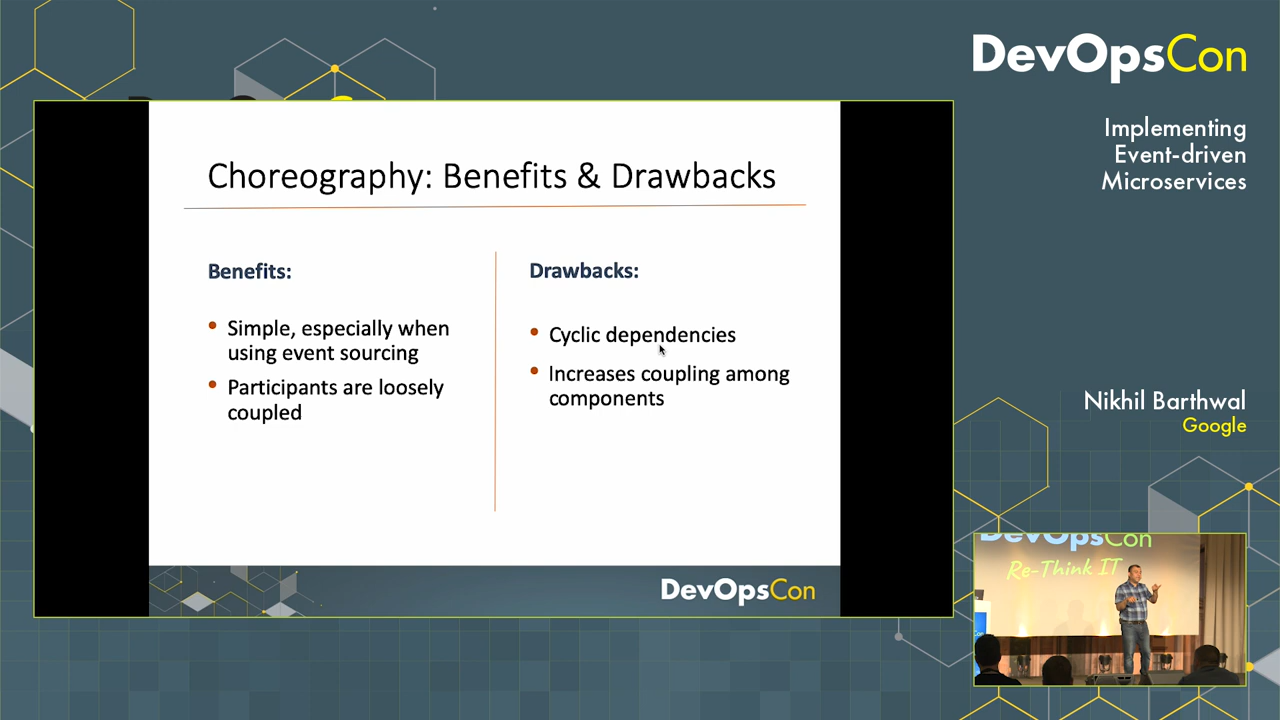 DevOpsCon
Implementing
Event-driven
Microservices
Choreography: Benefits & Drawbacks
Benefits:
• Simple, especially when
using event sourcing
• Participants are loosely
coupled
Drawbacks:
• Cyclic dependencies
• Increases coupling among
components
DevOpsCon
Nikhil Barthwal
Google
DevOpsCon
Re-Think IT